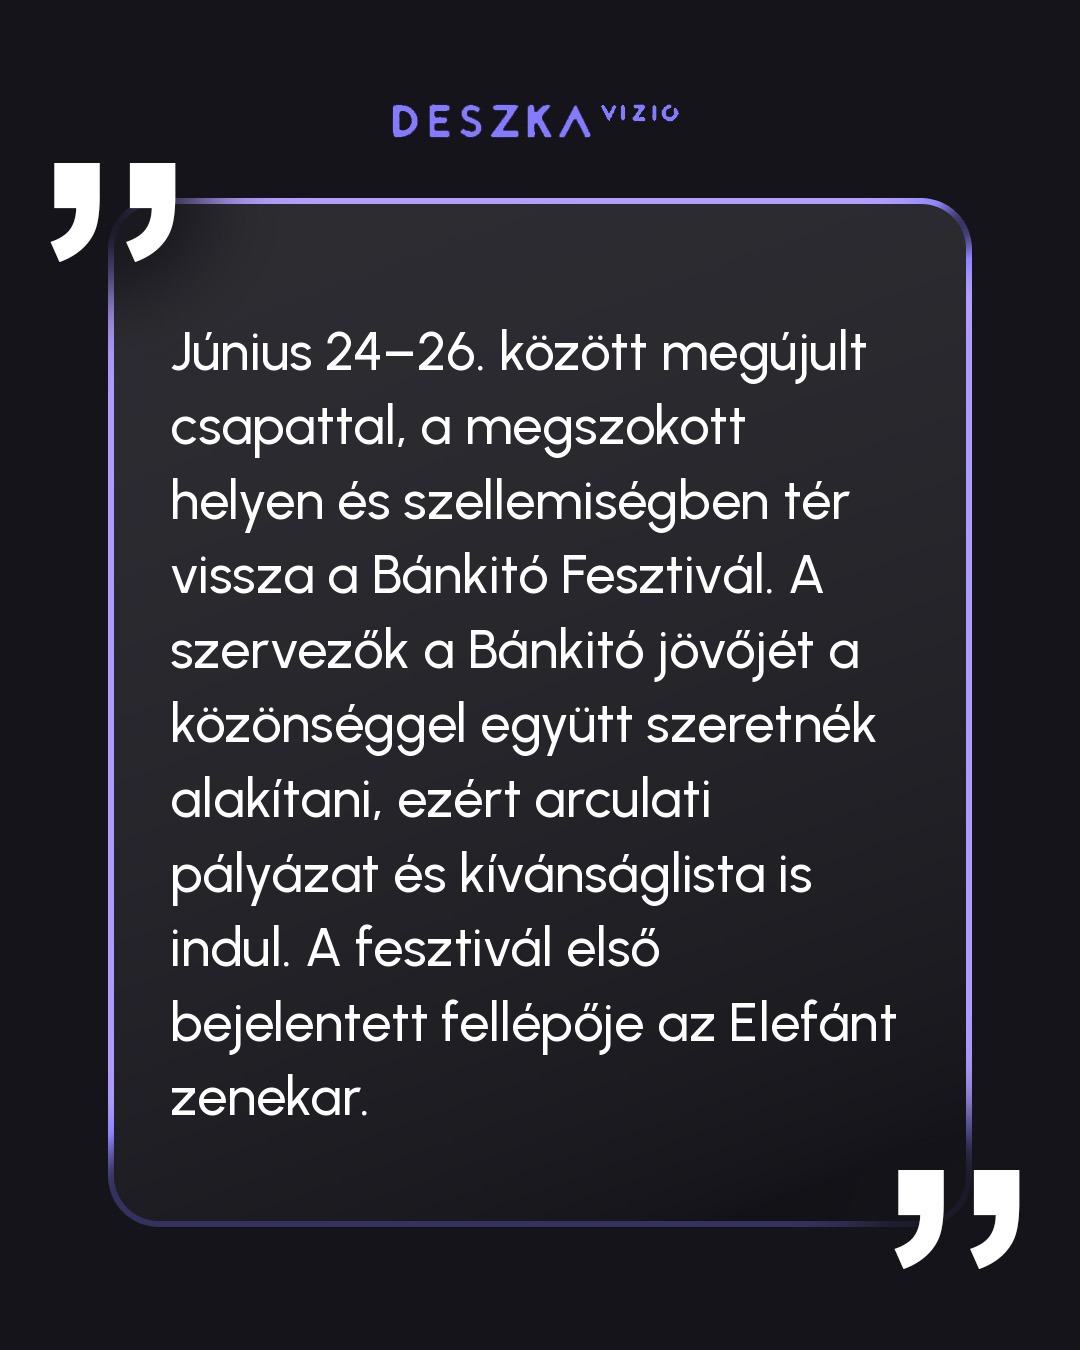 DESZKA VIZIO
”
Június 24–26. között megújult
csapattal, a megszokott
helyen és szellemiségben tér
vissza a Bánkitó Fesztivál. A
szervezők a Bánkitó jövőjét a
közönséggel együtt szeretnék
alakítani, ezért arculati
pályázat és kívánságlista is
indul. A fesztivál első
bejelentett fellépője az Elefánt
zenekar.
”